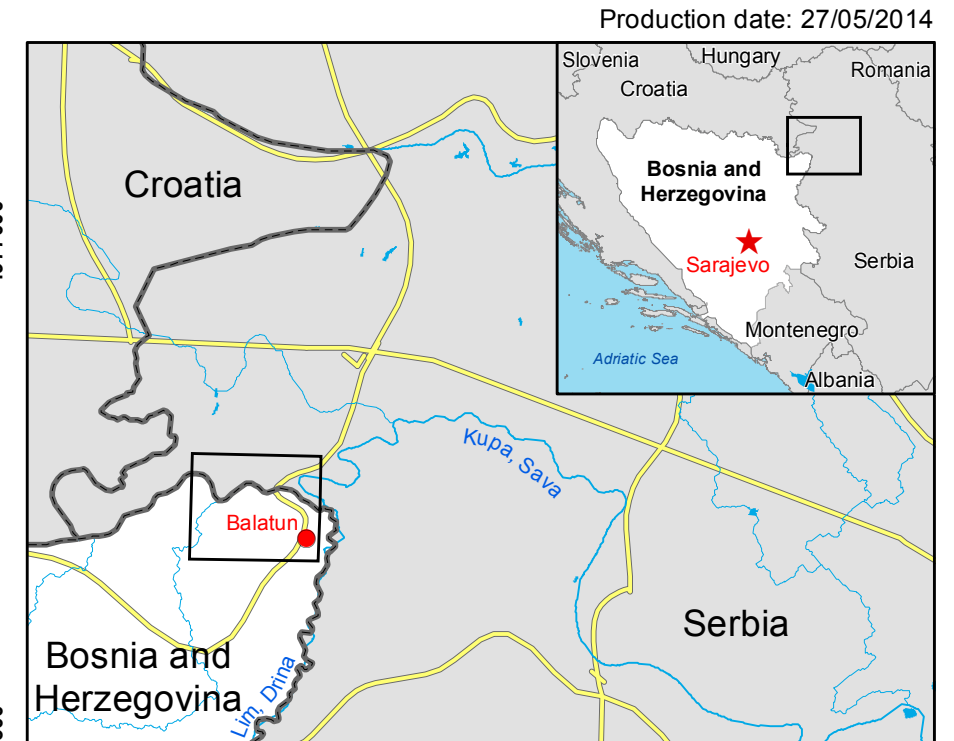 Production date: 27/05/2014
Slovenia
Hungary
Romania
Croatia
Bosnia and
Herzegovina
Sarajevo
Serbia
Montenegro
Adriatic Sea
Albania
Croatia
Kupa, Sava
Balatun
Serbia
Bosnia and
Herzegovina
Lim, Drina